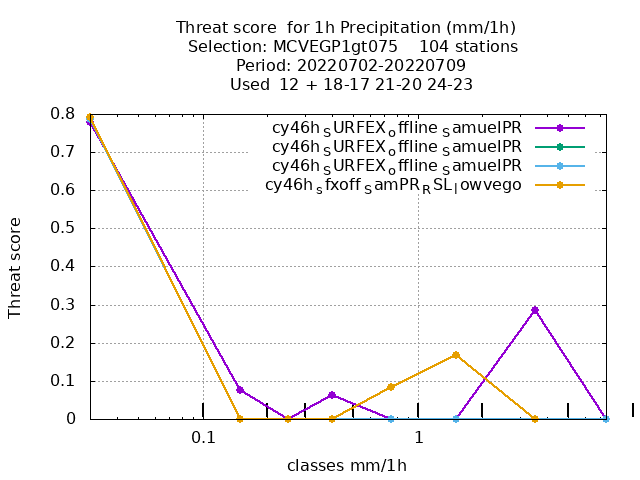 Threat score  for 1h Precipitation (mm/1h)
Selection: MCVEGP1gt075    104 stations
Period: 20220702-20220709
Used  12 + 18-17 21-20 24-23
cy46h_SURFEX_offline_SamuelPR
cy46h_SURFEX_offline_SamuelPR
cy46h_SURFEX_offline_SamuelPR
cy46h_sfxoff_SamPR_RSL_lowvego
0.8
0.7
0.6
0.5
0.4
0.3
0.2
0.1
0
Threat score
0.1
1
classes mm/1h